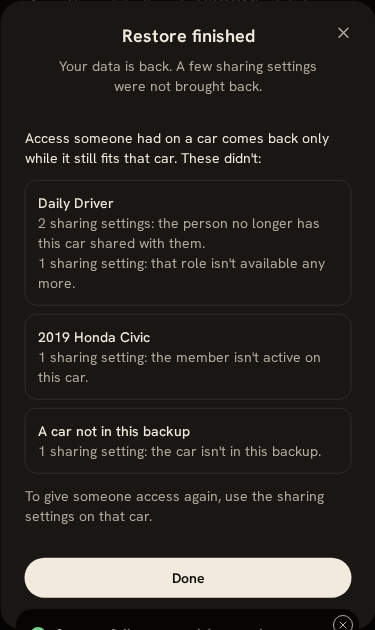 Restore finished
Your data is back. A few sharing settings
were not brought back.
Access someone had on a car comes back only
while it still fits that car. These didn't:
Daily Driver
2 sharing settings: the person no longer has
this car shared with them.
1 sharing setting: that role isn't available any
more.
2019 Honda Civic
1 sharing setting: the member isn't active on
this car.
A car not in this backup
1 sharing setting: the car isn't in this backup.
To give someone access again, use the sharing
settings on that car.
Done